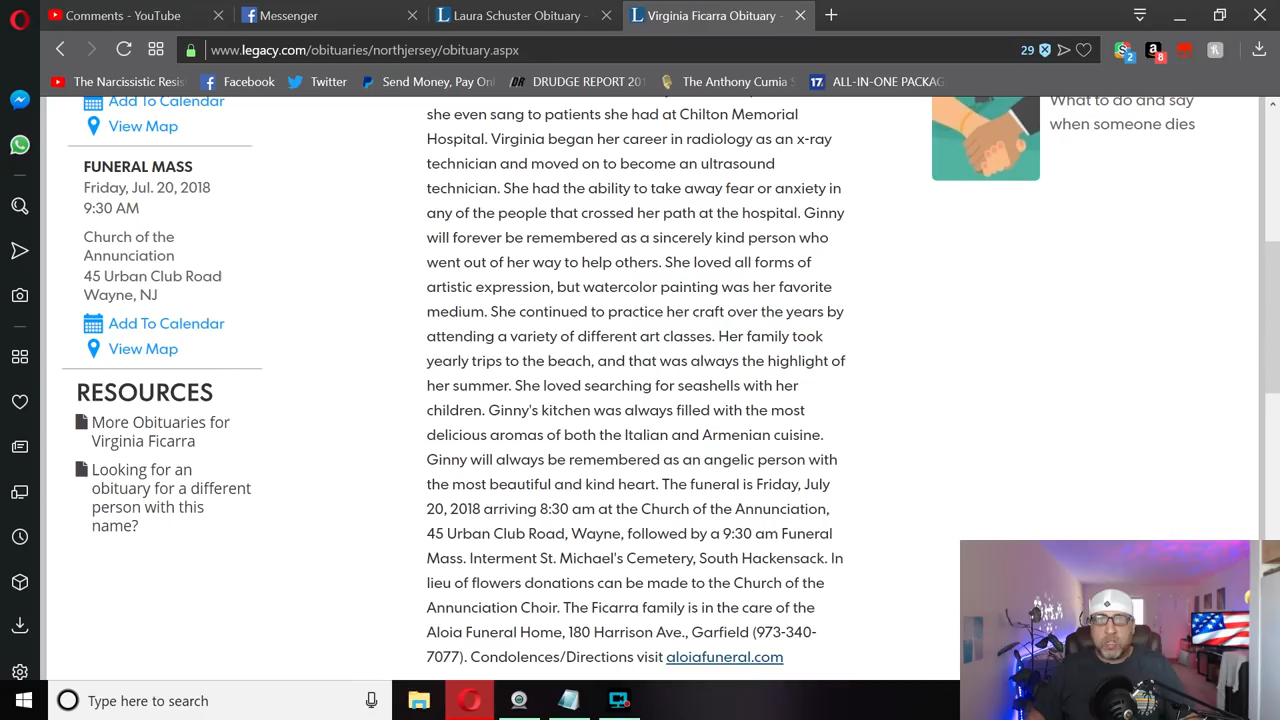 Comments - YouTube
Messenger
Laura Schuster Obituary -
Virginia Ficarra Obituary -
www.legacy.com/obituaries/northjersey/obituary.aspx
29
2
8
The Narcissistic Resis
Facebook
Twitter
Send Money, Pay Onl
DRUDGE REPORT 201
The Anthony Cumia S
17
ALL-IN-ONE PACKAG
Add To Calendar
View Map
FUNERAL MASS
Friday, Jul. 20, 2018
9:30 AM
Church of the
Annunciation
45 Urban Club Road
Wayne, NJ
Add To Calendar
View Map
RESOURCES
More Obituaries for
Virginia Ficarra
Looking for an
obituary for a different
person with this
name?
she even sang to patients she had at Chilton Memorial
Hospital. Virginia began her career in radiology as an x-ray
technician and moved on to become an ultrasound
technician. She had the ability to take away fear or anxiety in
any of the people that crossed her path at the hospital. Ginny
will forever be remembered as a sincerely kind person who
went out of her way to help others. She loved all forms of
artistic expression, but watercolor painting was her favorite
medium. She continued to practice her craft over the years by
attending a variety of different art classes. Her family took
yearly trips to the beach, and that was always the highlight of
her summer. She loved searching for seashells with her
children. Ginny's kitchen was always filled with the most
delicious aromas of both the Italian and Armenian cuisine.
Ginny will always be remembered as an angelic person with
the most beautiful and kind heart. The funeral is Friday, July
20, 2018 arriving 8:30 am at the Church of the Annunciation,
45 Urban Club Road, Wayne, followed by a 9:30 am Funeral
Mass. Interment St. Michael's Cemetery, South Hackensack. In
lieu of flowers donations can be made to the Church of the
Annunciation Choir. The Ficarra family is in the care of the
Aloia Funeral Home, 180 Harrison Ave., Garfield (973-340-
7077). Condolences/Directions visit aloiafuneral.com
What to do and say
when someone dies
Type here to search